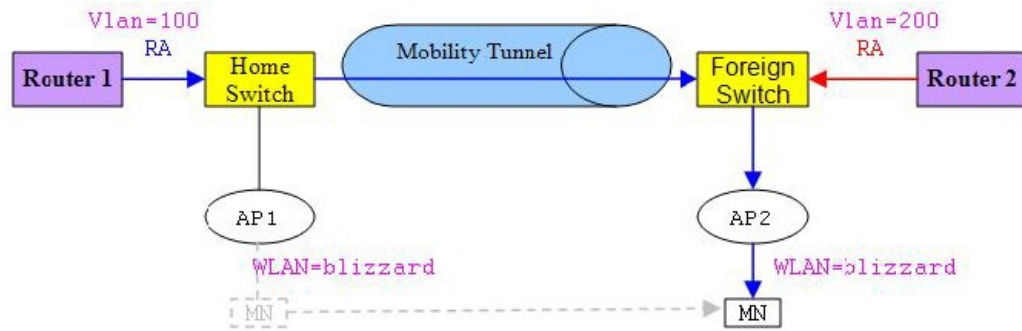 Vlan=100
Vlan=200
RA
RA
Router 1
Home
Switch
Mobility Tunnel
Foreign
Switch
Router 2
AP1
AP2
WLAN=blizzard
WLAN=blizzard
MN
MN